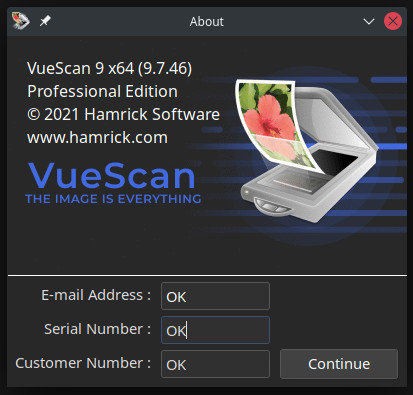 About
VueScan 9 x64 (9.7.46)
Professional Edition
© 2021 Hamrick Software
www.hamrick.com
VueScan
THE IMAGE IS EVERYTHING
E-mail Address : OK
Serial Number : OK
Customer Number : OK
Continue